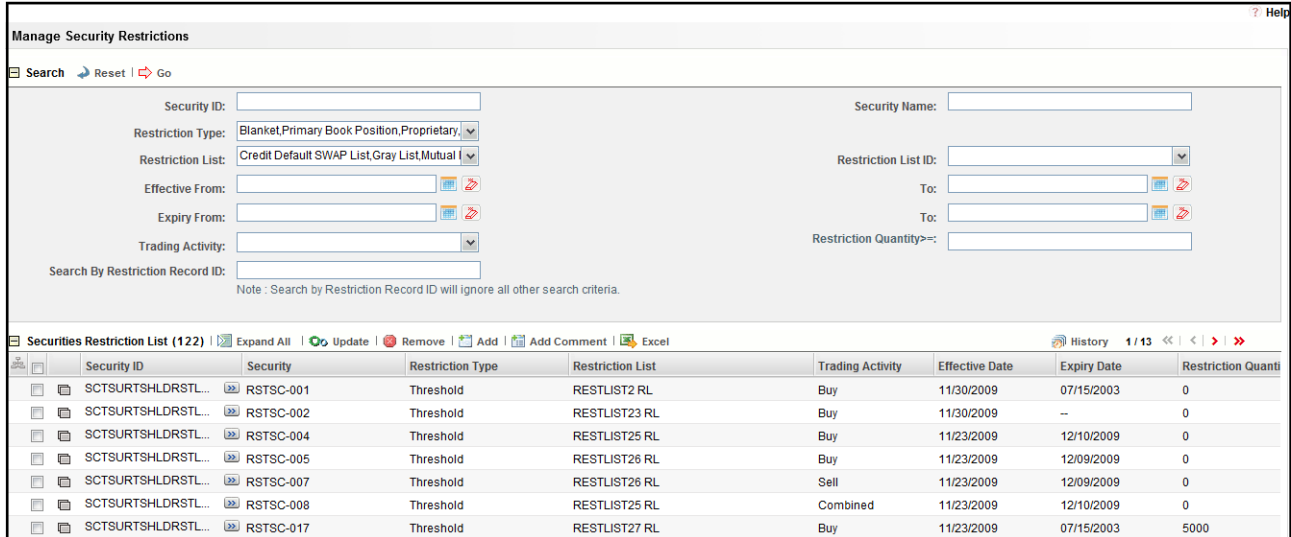 ? Help
Manage Security Restrictions
Search Reset | Go
Security ID: Security Name:
Restriction Type: Blanket,Primary Book Position,Proprietary,
Restriction List: Credit Default SWAP List,Gray List,Mutual Restriction List ID:
Effective From: To:
Expiry From: To:
Trading Activity: Restriction Quantity>=:
Search By Restriction Record ID:
Note : Search by Restriction Record ID will ignore all other search criteria.
Securities Restriction List (122) | Expand All | Update | Remove | Add | Add Comment | Excel History 1 / 13
Security ID Security Restriction Type Restriction List Trading Activity Effective Date Expiry Date Restriction Quanti
SCTSURTSHLDRSTL... RSTSC-001 Threshold RESTLIST2 RL Buy 11/30/2009 07/15/2003 0
SCTSURTSHLDRSTL... RSTSC-002 Threshold RESTLIST23 RL Buy 11/30/2009 -- 0
SCTSURTSHLDRSTL... RSTSC-004 Threshold RESTLIST25 RL Buy 11/23/2009 12/10/2009 0
SCTSURTSHLDRSTL... RSTSC-005 Threshold RESTLIST26 RL Buy 11/23/2009 12/09/2009 0
SCTSURTSHLDRSTL... RSTSC-007 Threshold RESTLIST26 RL Sell 11/23/2009 12/09/2009 0
SCTSURTSHLDRSTL... RSTSC-008 Threshold RESTLIST25 RL Combined 11/23/2009 12/10/2009 0
SCTSURTSHLDRSTL... RSTSC-017 Threshold RESTLIST27 RL Buy 11/23/2009 07/15/2003 5000